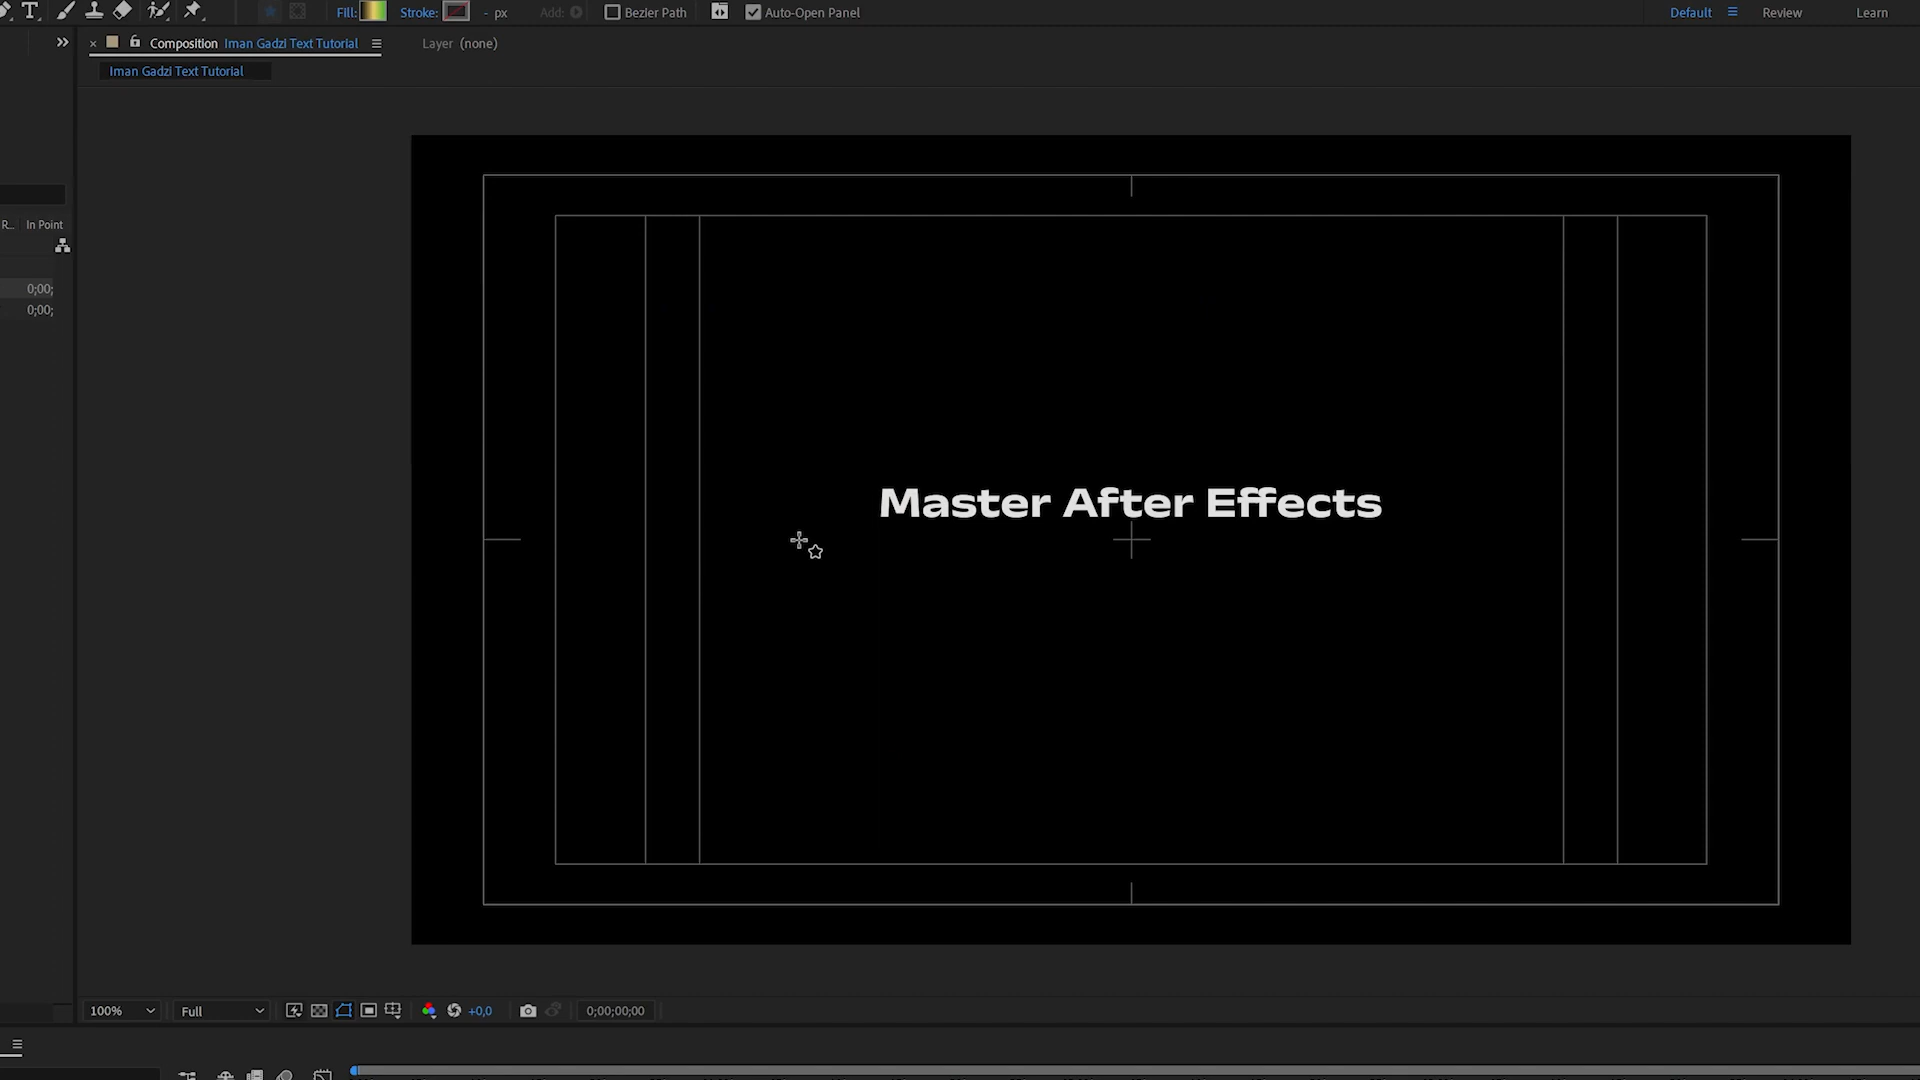 Fill:
Stroke:
- px
Add:
Bezier Path
Auto-Open Panel
Default
Review
Learn
Composition Iman Gadzi Text Tutorial
Layer (none)
Iman Gadzi Text Tutorial
R... In Point
0;00;
0;00;
Master After Effects
100%
Full
+0,0
0;00;00;00